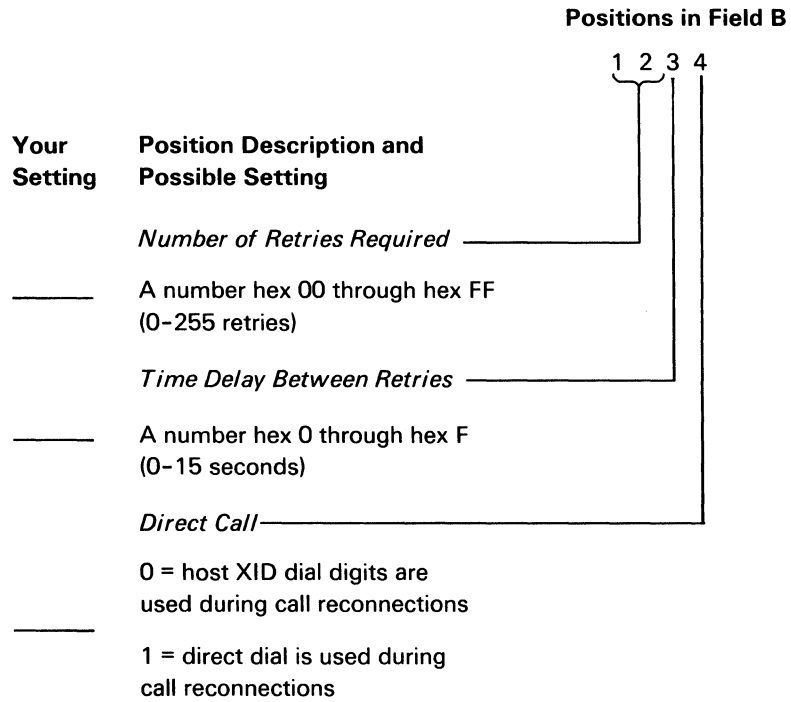 Positions in Field B
1 2 3 4
Your Setting
Position Description and
Possible Setting
Number of Retries Required
A number hex 00 through hex FF
(0-255 retries)
Time Delay Between Retries
A number hex 0 through hex F
(0-15 seconds)
Direct Call
0 = host XID dial digits are
used during call reconnections
1 = direct dial is used during
call reconnections